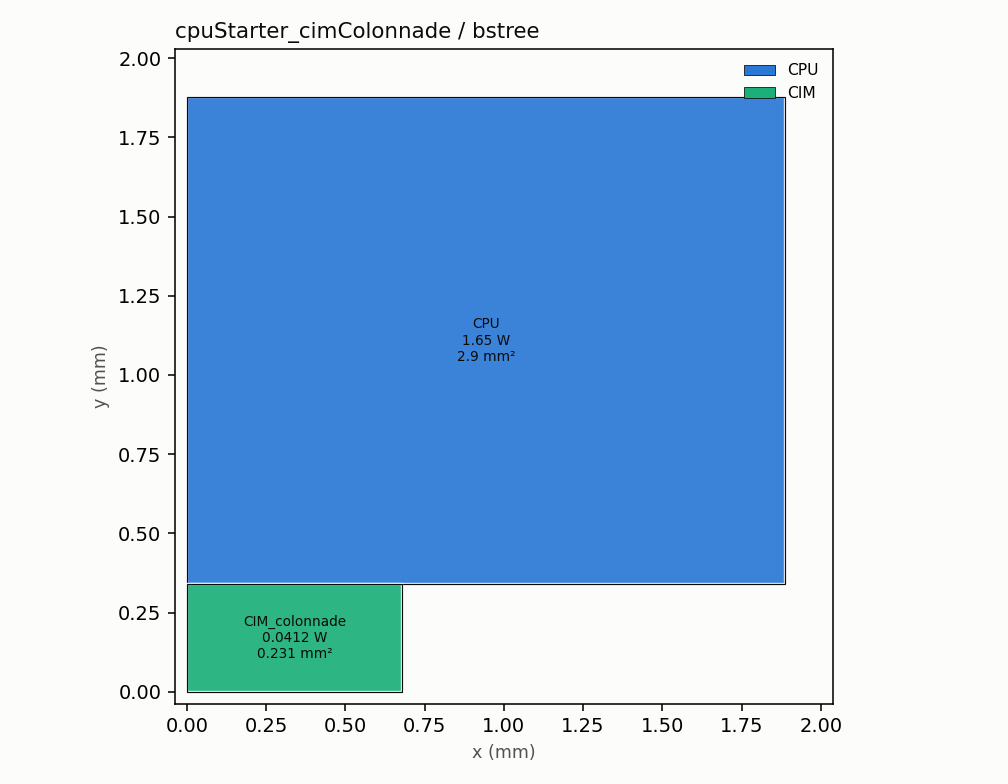 cpuStarter_cimColonnade / bstree
CPU
CIM
2.00
1.75
1.50
1.25
1.00
0.75
0.50
0.25
0.00
y (mm)
CPU
1.65 W
2.9 mm²
CIM_colonnade
0.0412 W
0.231 mm²
0.00 0.25 0.50 0.75 1.00 1.25 1.50 1.75 2.00
x (mm)